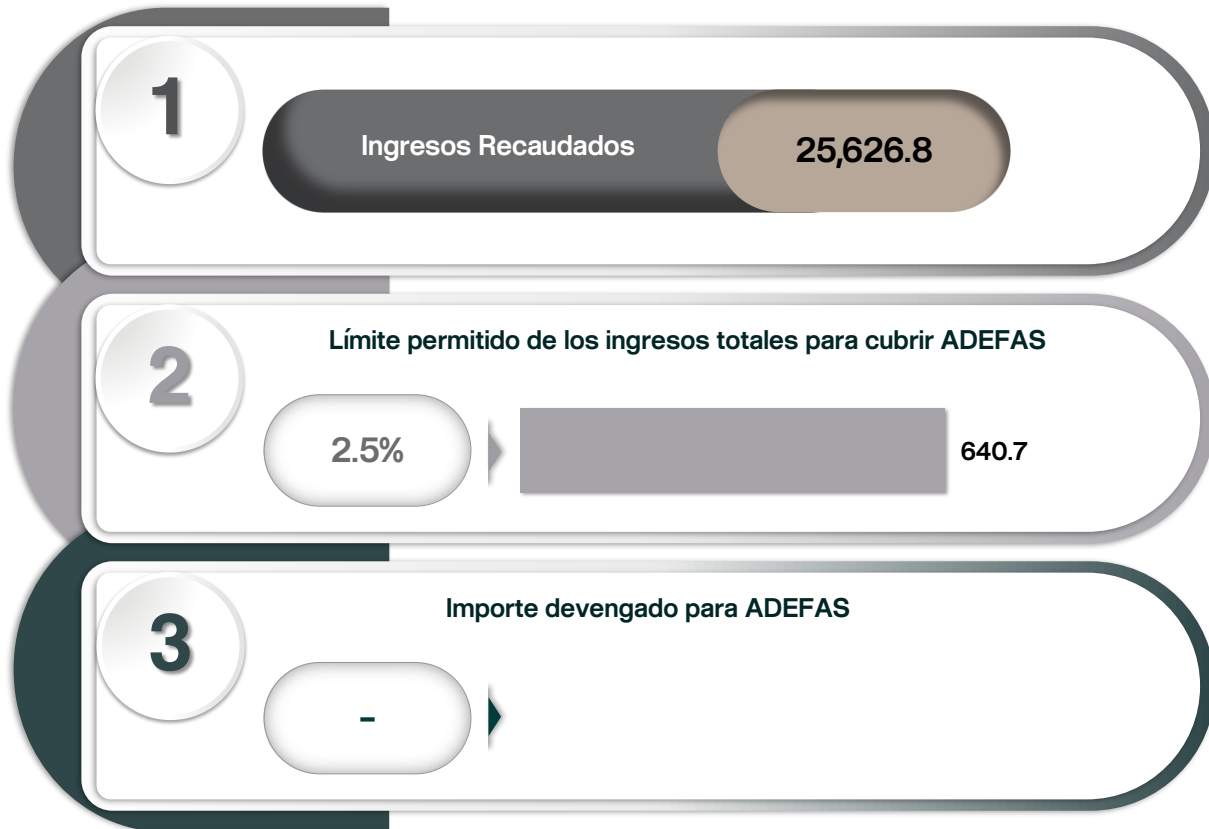 1
Ingresos Recaudados
25,626.8
2
Límite permitido de los ingresos totales para cubrir ADEFAS
2.5%
640.7
3
Importe devengado para ADEFAS
-